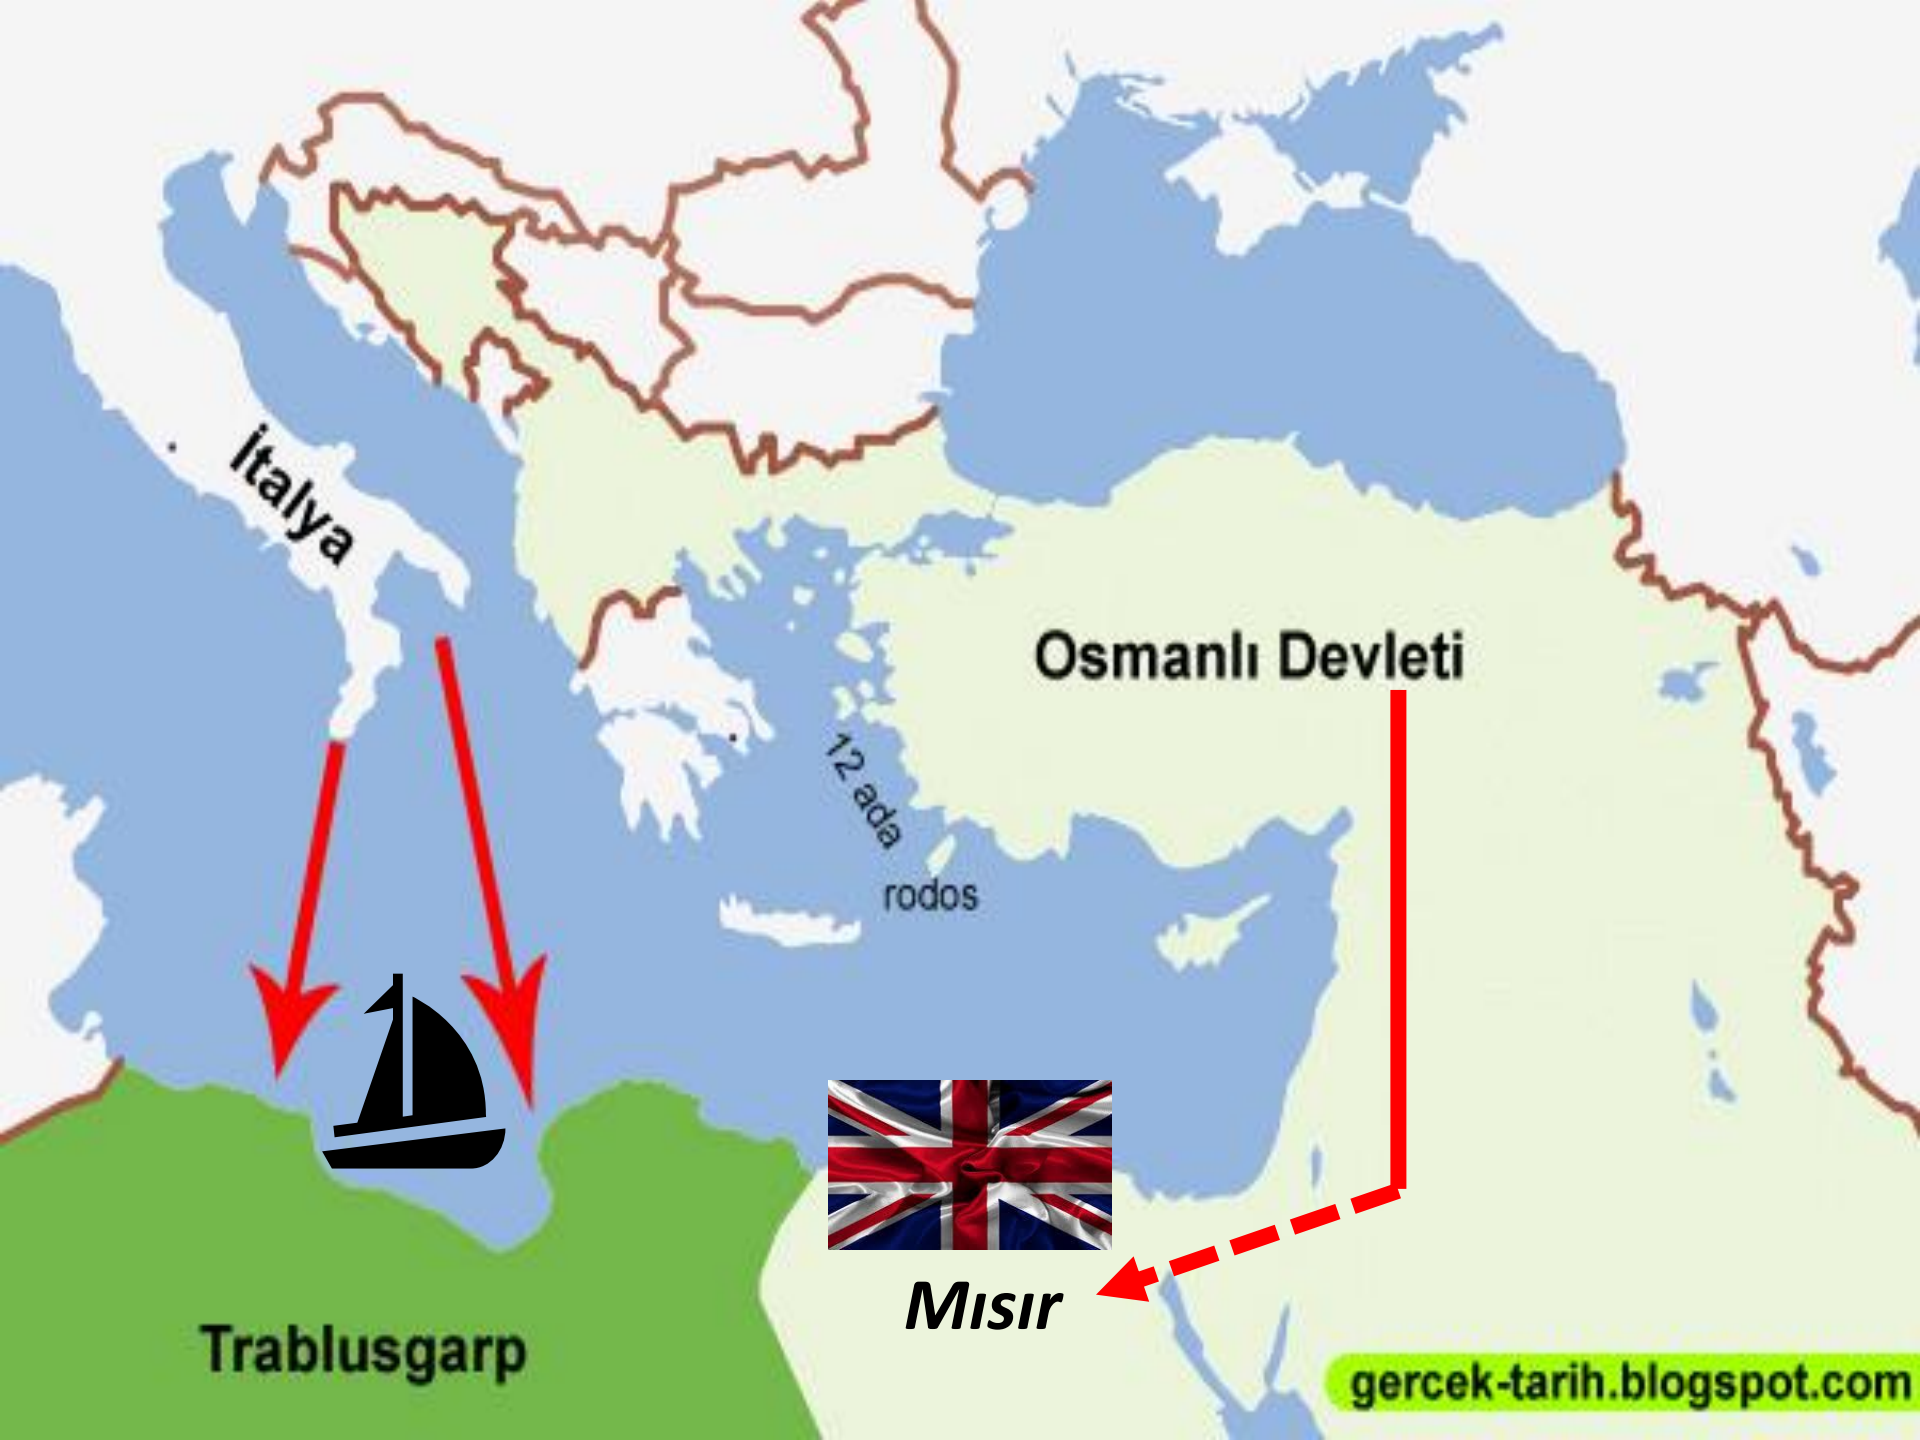 İtalya
Osmanlı Devleti
12 ada
rodos
Mısır
Trablusgarp
gercek-tarih.blogspot.com